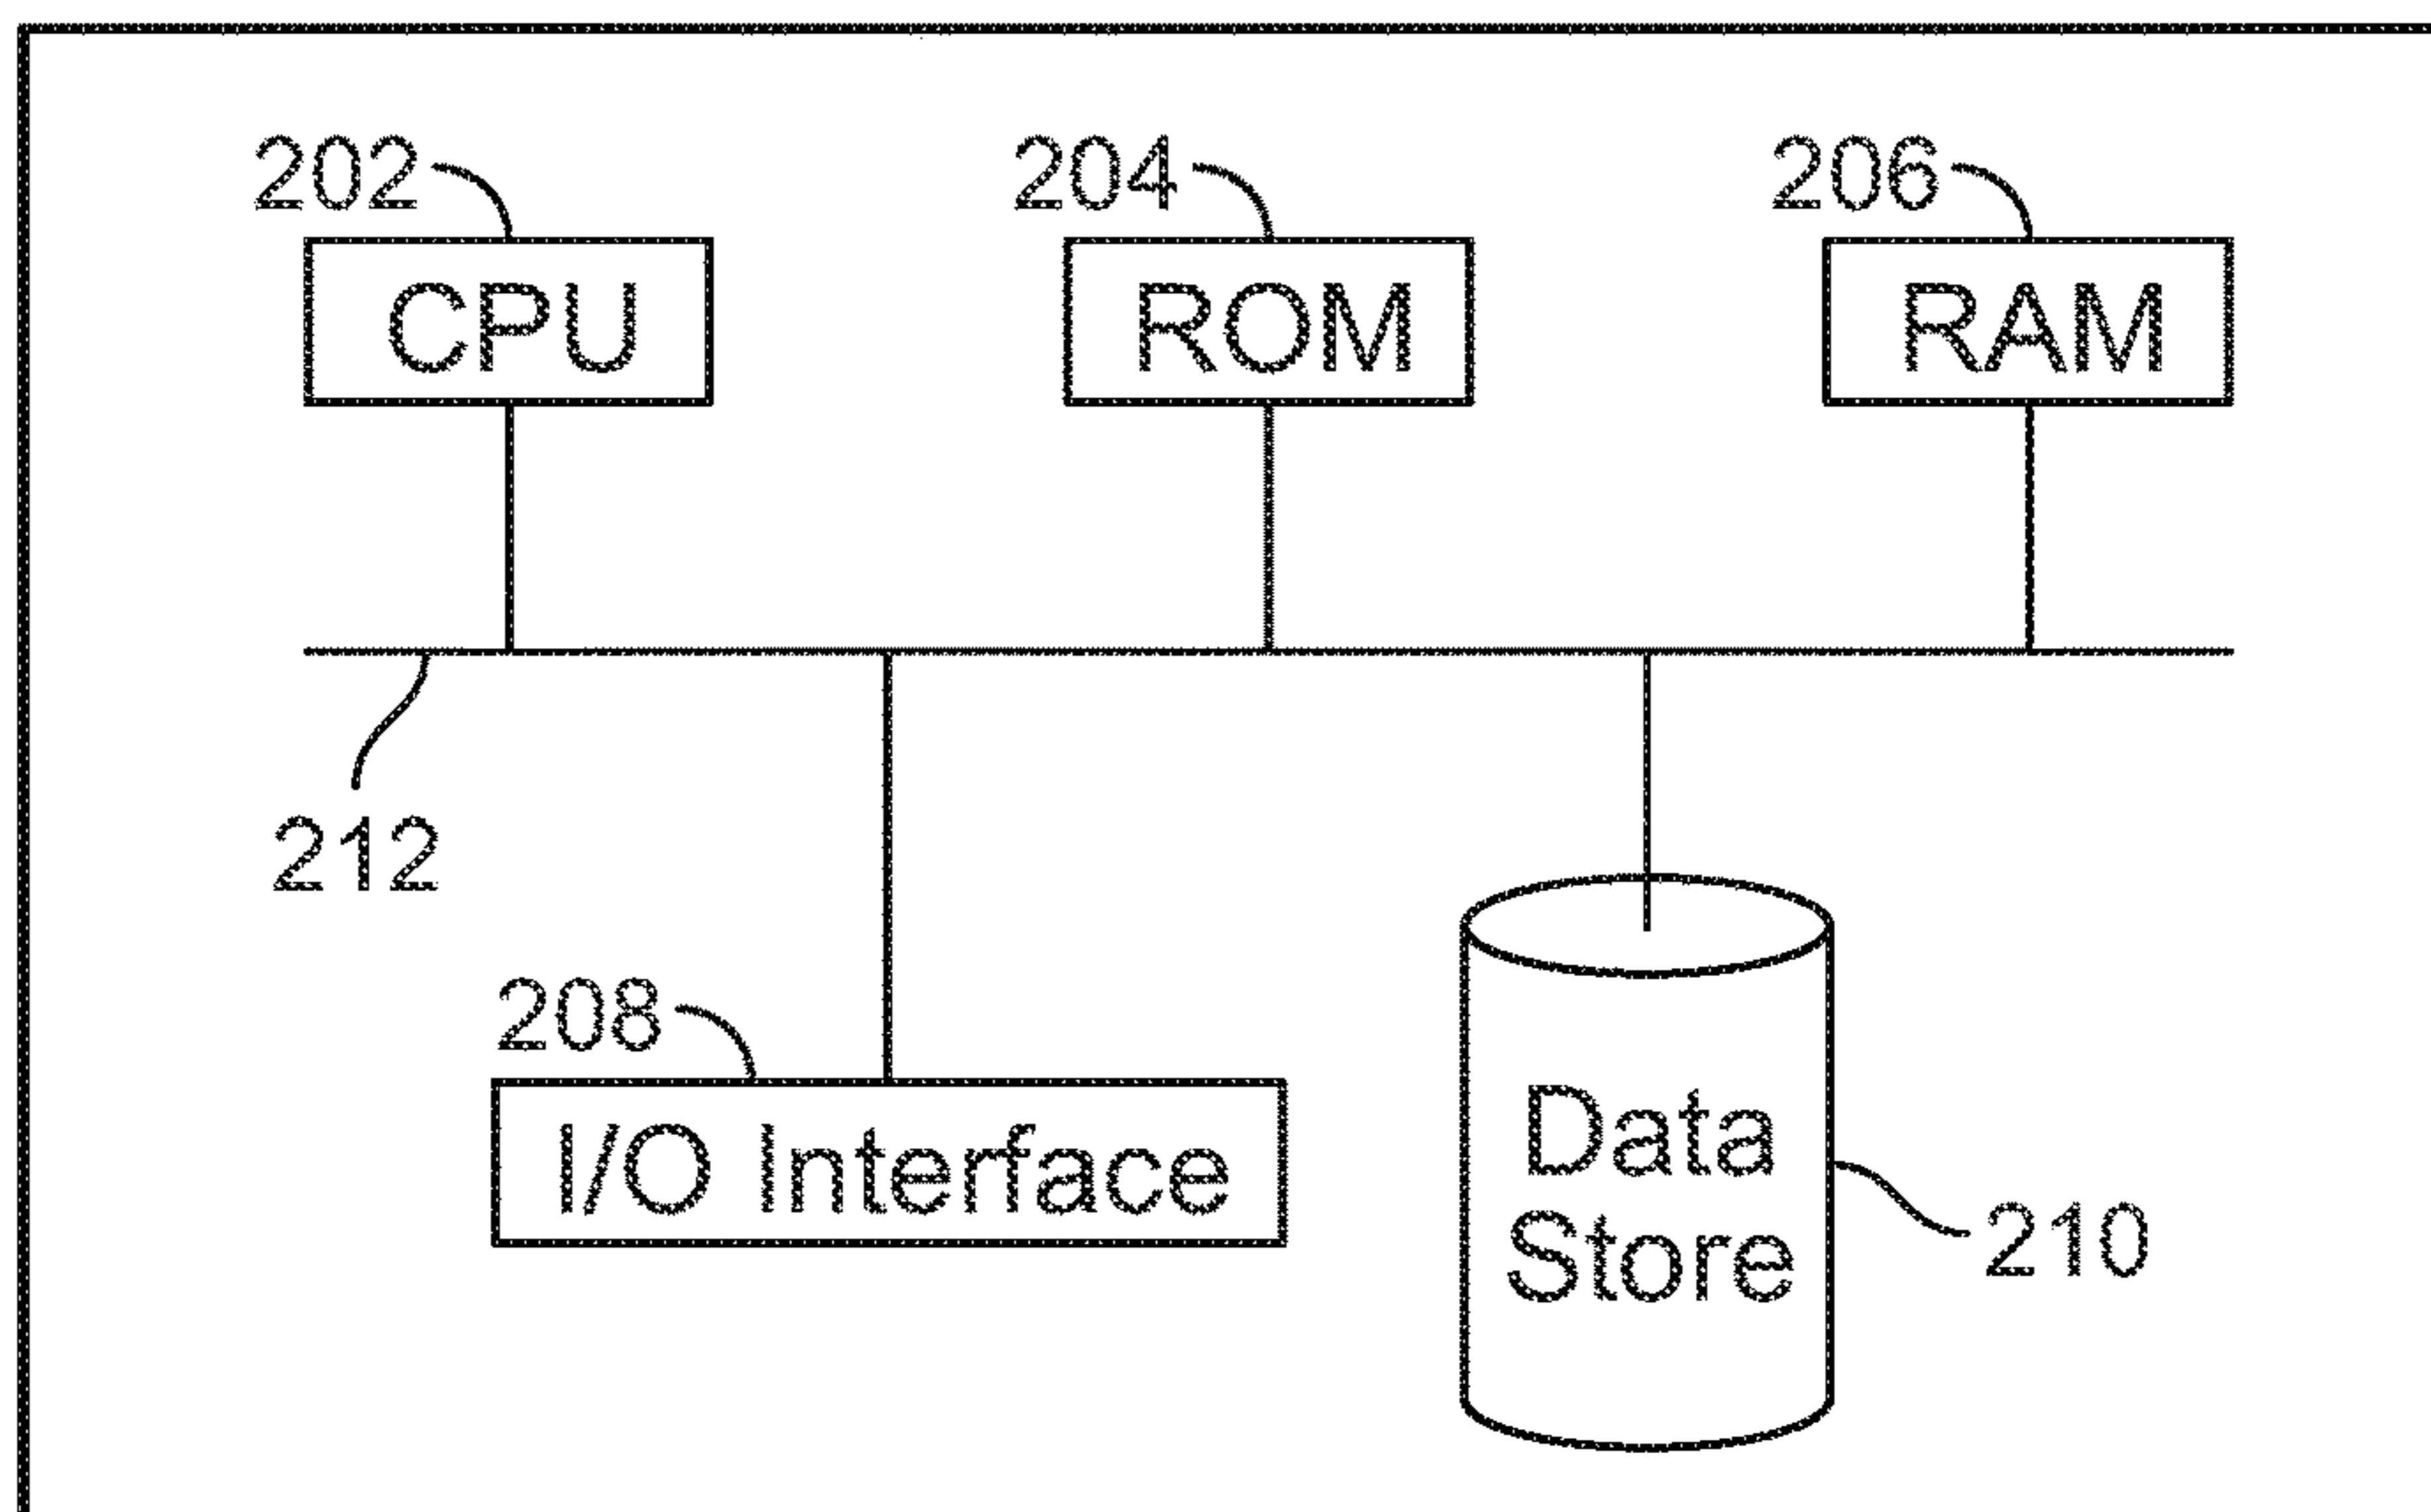 202
204
206
CPU
ROM
RAM
212
208
I/O Interface
Data
Store
210